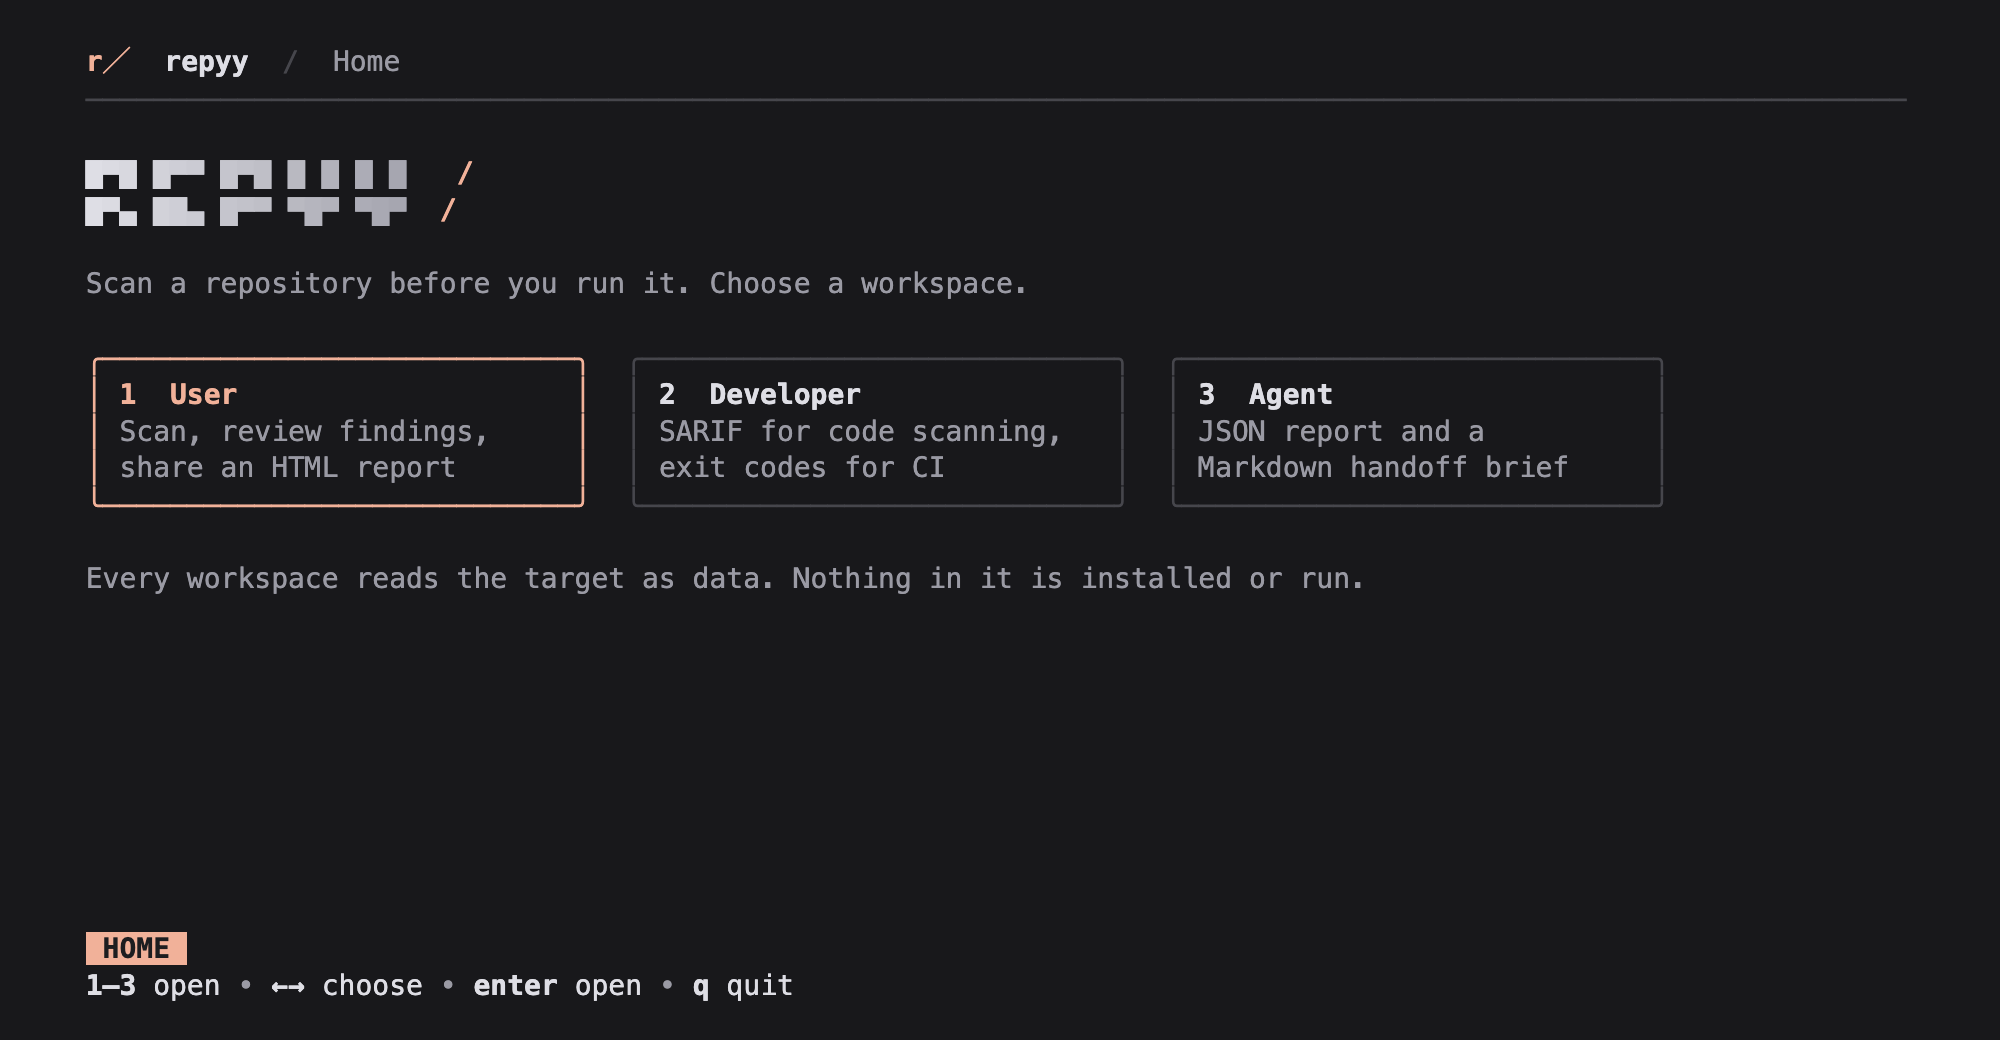 r╱ repyy / Home
REPYY /
/
Scan a repository before you run it. Choose a workspace.
1 User
Scan, review findings,
share an HTML report
2 Developer
SARIF for code scanning,
exit codes for CI
3 Agent
JSON report and a
Markdown handoff brief
Every workspace reads the target as data. Nothing in it is installed or run.
HOME
1–3 open • ←→ choose • enter open • q quit